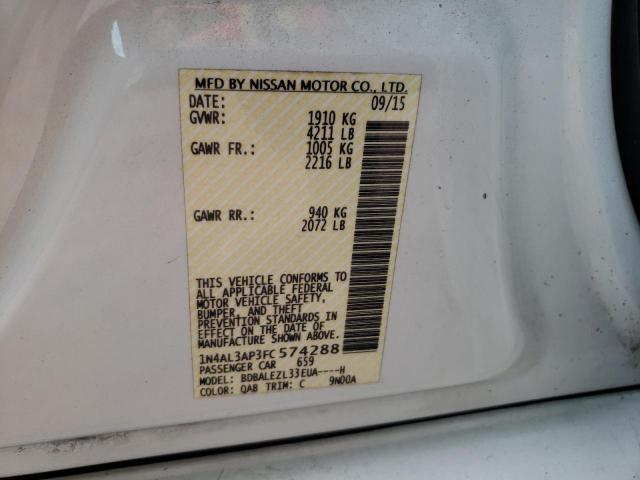 MFD BY NISSAN MOTOR CO., LTD.
DATE: 09/15
GVWR: 1910 KG
4211 LB
GAWR FR.: 1005 KG
2216 LB
GAWR RR.: 940 KG
2072 LB
THIS VEHICLE CONFORMS TO
ALL APPLICABLE FEDERAL
MOTOR VEHICLE SAFETY,
BUMPER, AND THEFT
PREVENTION STANDARDS IN
EFFECT ON THE DATE OF
MANUFACTURE SHOWN ABOVE.
1N4AL3AP3FC574288
PASSENGER CAR 659
MODEL: BDBALEZL33EUA----H
COLOR: QAB TRIM: C 9N00A